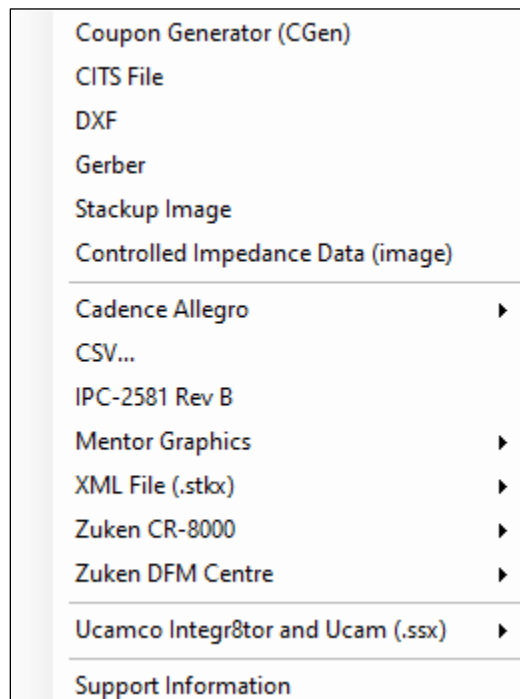 Coupon Generator (CGen)
CITS File
DXF
Gerber
Stackup Image
Controlled Impedance Data (image)
Cadence Allegro
CSV...
IPC-2581 Rev B
Mentor Graphics
XML File (.stkx)
Zuken CR-8000
Zuken DFM Centre
Ucamco Integr8tor and Ucam (.ssx)
Support Information